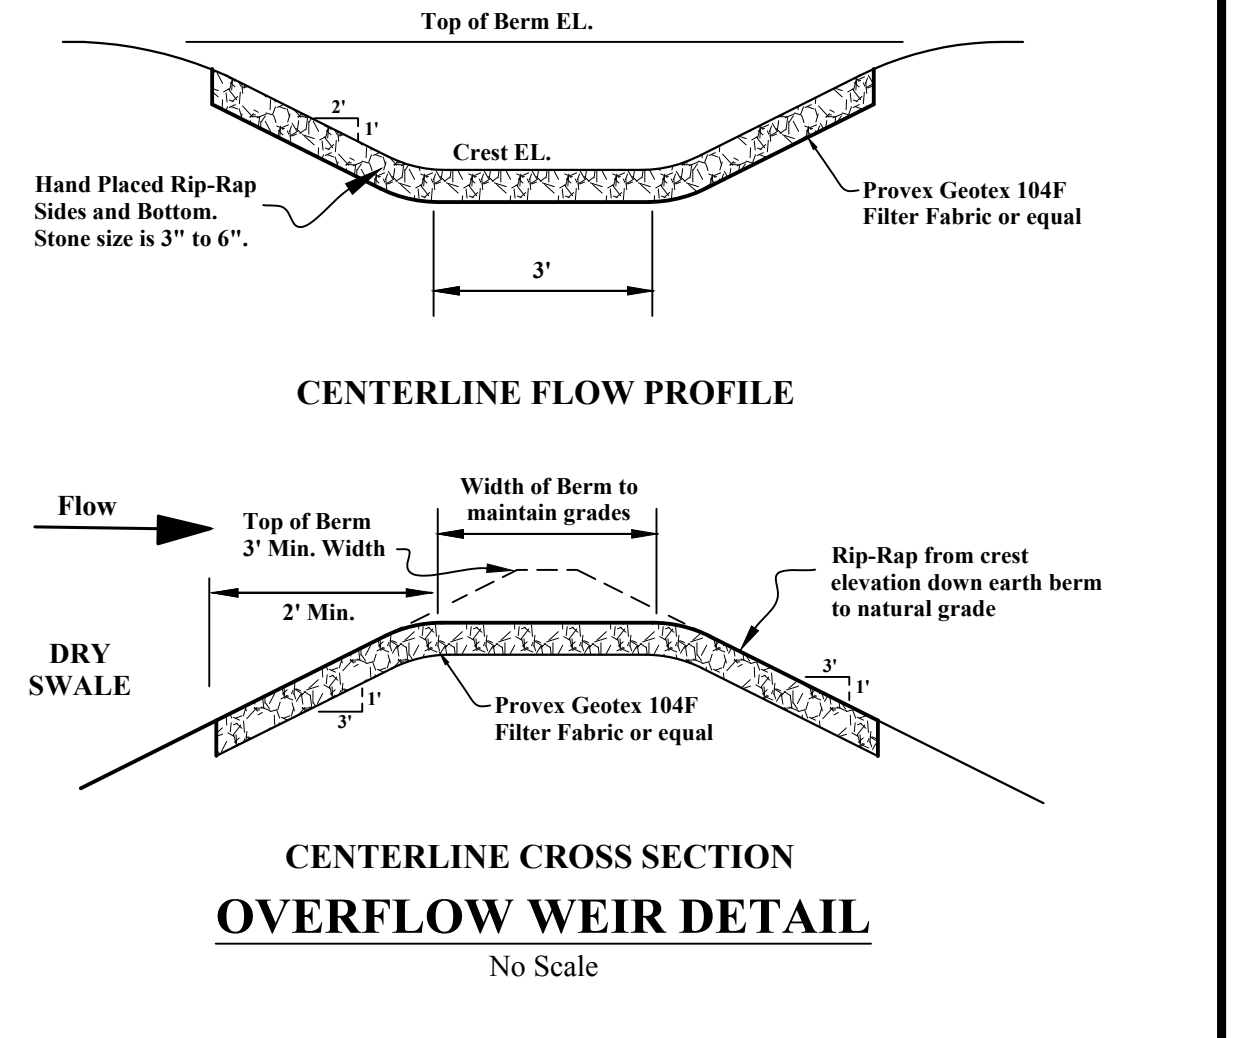 Top of Berm EL.
2'
1'
Crest EL.
Hand Placed Rip-Rap
Sides and Bottom.
Stone size is 3" to 6".
Provex Geotex 104F
Filter Fabric or equal
3'
CENTERLINE FLOW PROFILE
Flow
Width of Berm to
maintain grades
Top of Berm
3' Min. Width
Rip-Rap from crest
elevation down earth berm
to natural grade
2' Min.
DRY
SWALE
3'
1'
1'
3'
Provex Geotex 104F
Filter Fabric or equal
CENTERLINE CROSS SECTION
OVERFLOW WEIR DETAIL
No Scale